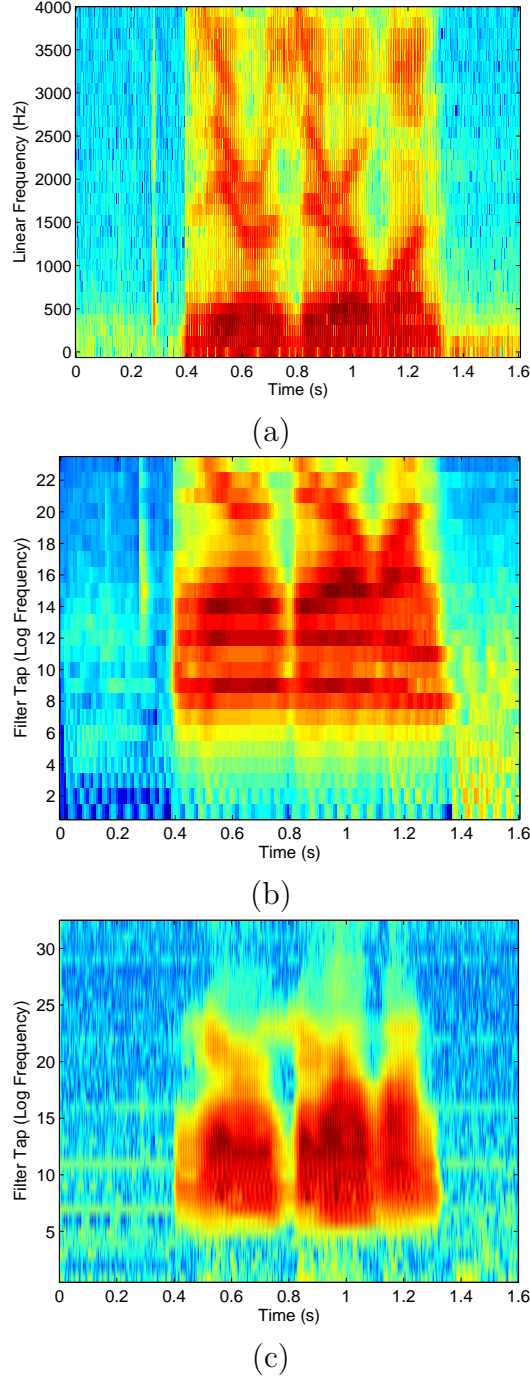 4000
3500
3000
2500
2000
1500
1000
500
0
Linear Frequency (Hz)
0 0.2 0.4 0.6 0.8 1 1.2 1.4 1.6
Time (s)
(a)
22
20
18
16
14
12
10
8
6
4
2
Filter Tap (Log Frequency)
0 0.2 0.4 0.6 0.8 1 1.2 1.4 1.6
Time (s)
(b)
30
25
20
15
10
5
Filter Tap (Log Frequency)
0 0.2 0.4 0.6 0.8 1 1.2 1.4 1.6
Time (s)
(c)